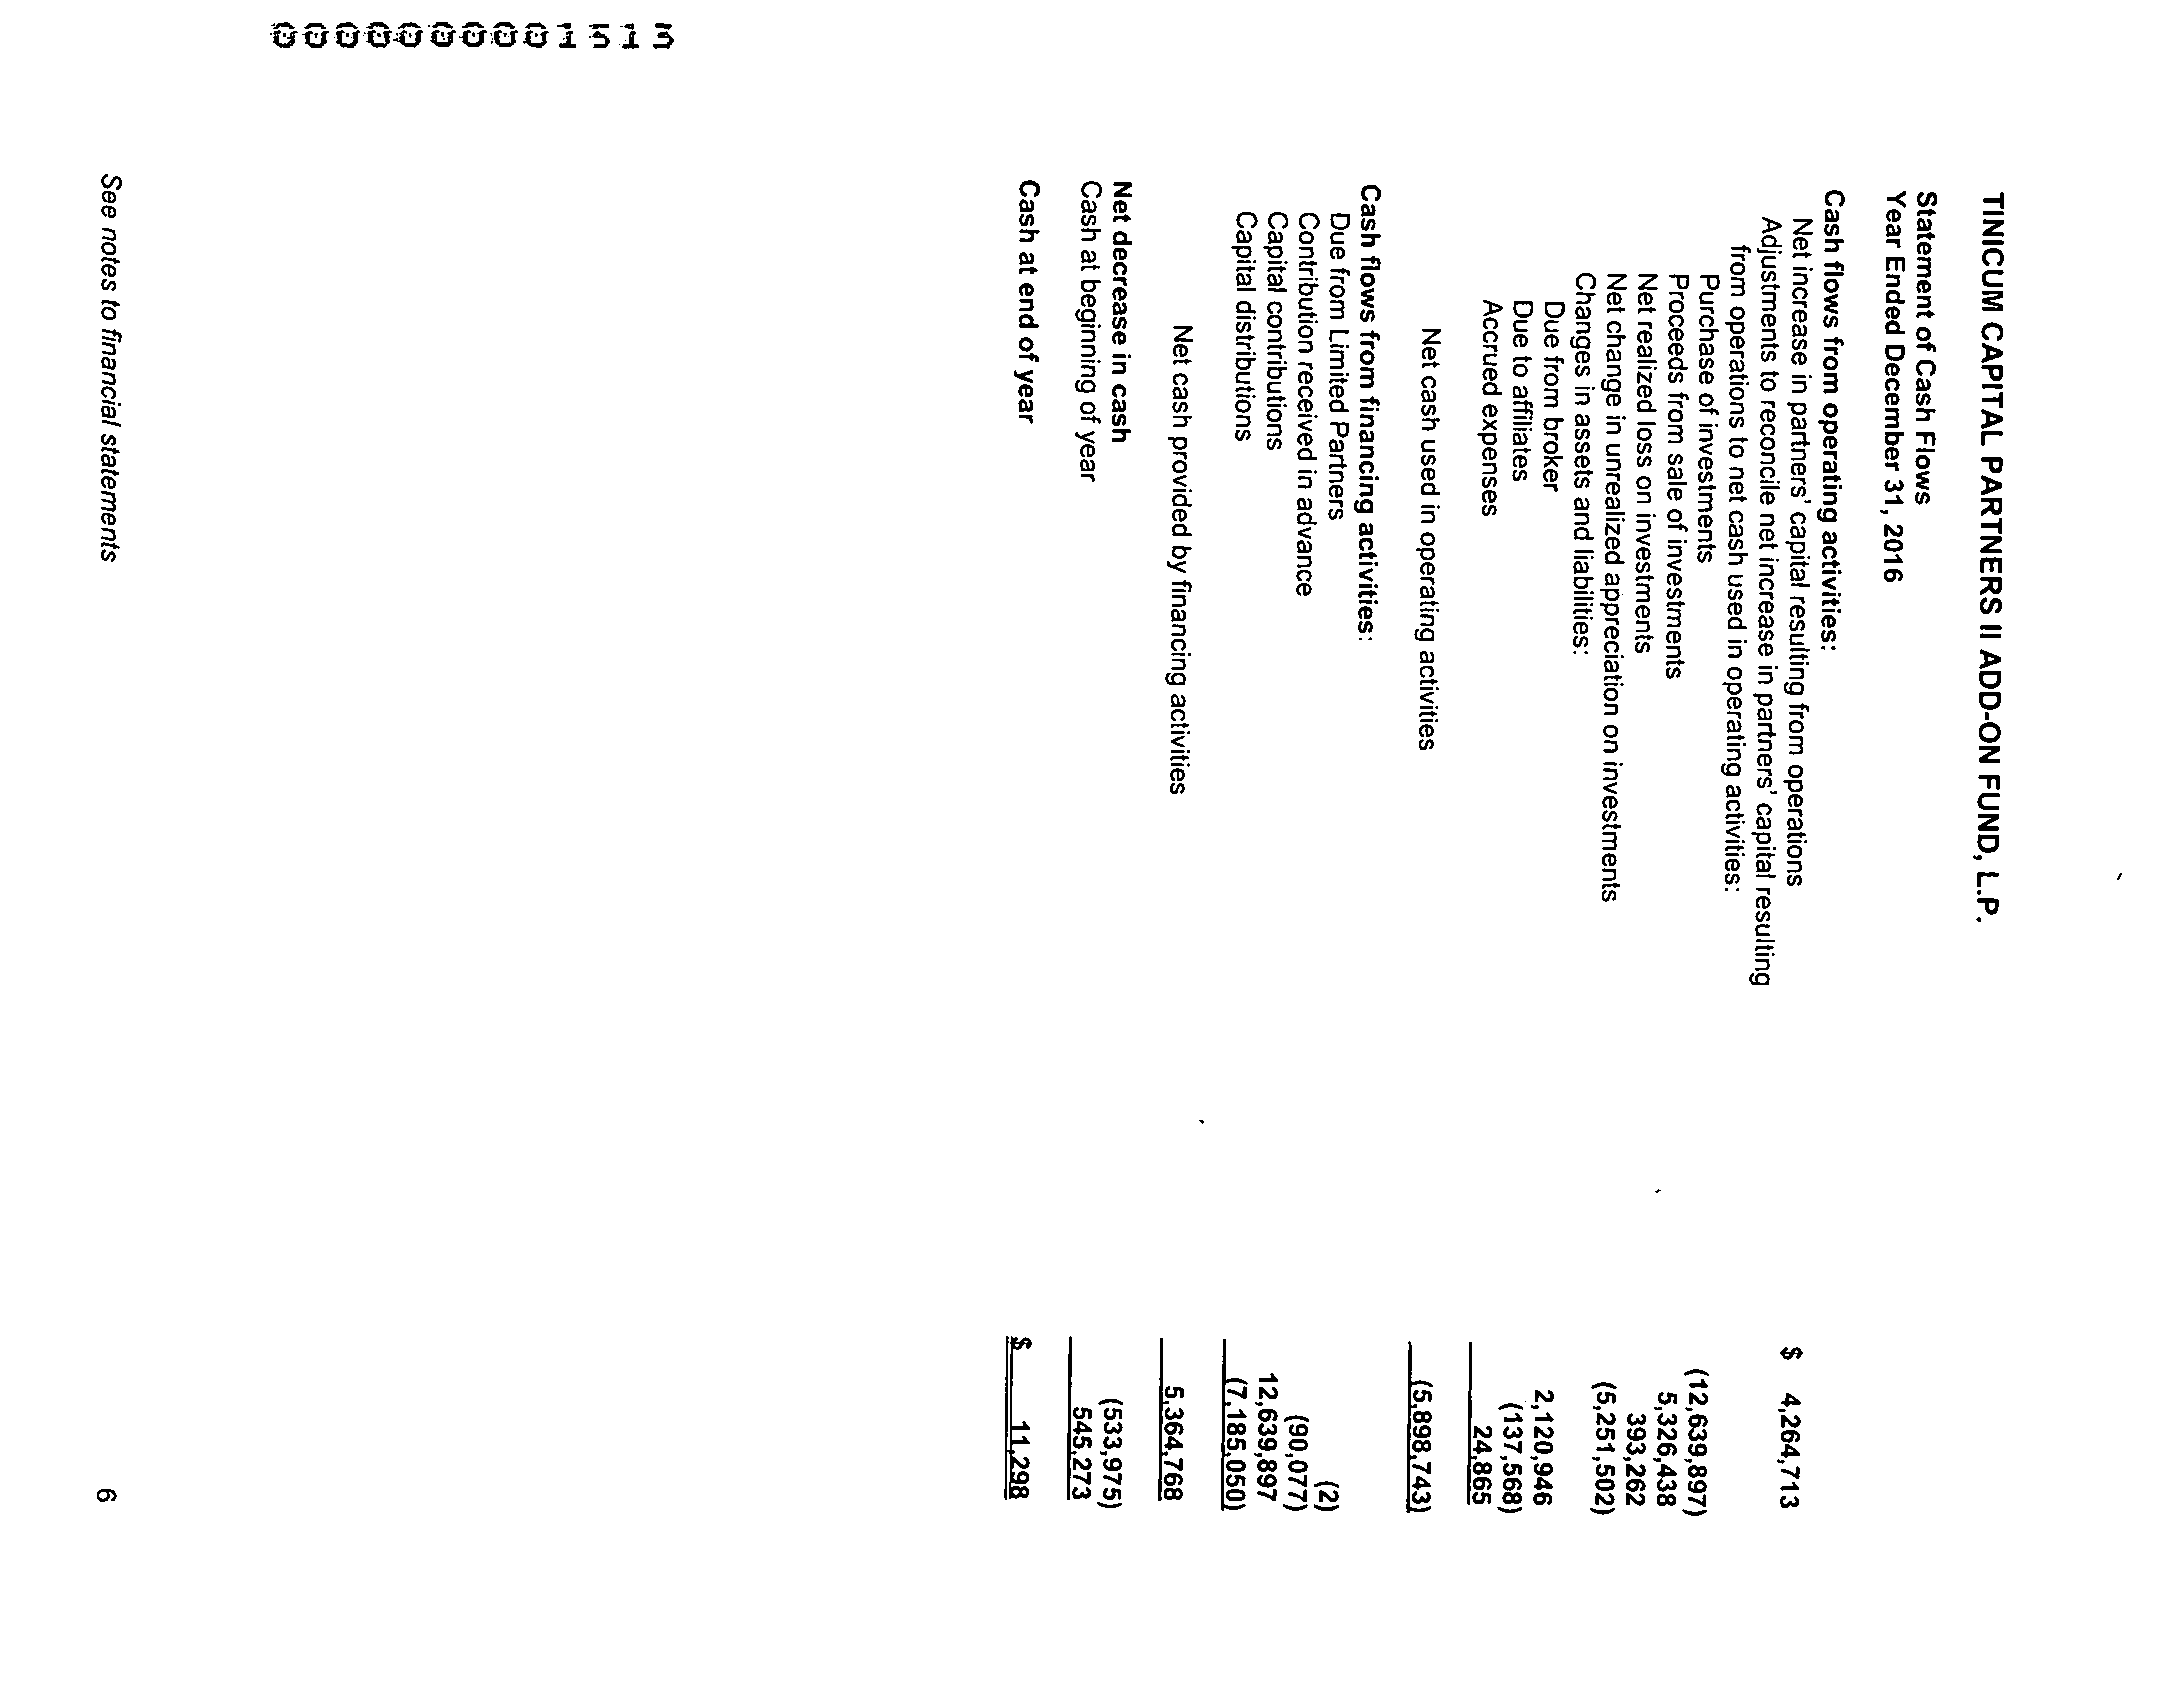 TINICUM CAPITAL PARTNERS II ADD-ON FUND, L.P.
Statement of Cash Flows
Year Ended December 31, 2016
Cash flows from operating activities:
Net increase in partners' capital resulting from operations $ 4,264,713
Adjustments to reconcile net increase in partners' capital resulting
from operations to net cash used in operating activities:
Purchase of investments (12,639,897)
Proceeds from sale of investments 5,326,438
Net realized loss on investments 393,262
Net change in unrealized appreciation on investments (5,251,502)
Changes in assets and liabilities:
Due from broker 2,120,946
Due to affiliates (137,568)
Accrued expenses 24,865
Net cash used in operating activities (5,898,743)
Cash flows from financing activities:
Due from Limited Partners (2)
Contribution received in advance (90,077)
Capital contributions 12,639,897
Capital distributions (7,185,050)
Net cash provided by financing activities 5,364,768
Net decrease in cash (533,975)
Cash at beginning of year 545,273
Cash at end of year $ 11,298
See notes to financial statements 6
0000000001515